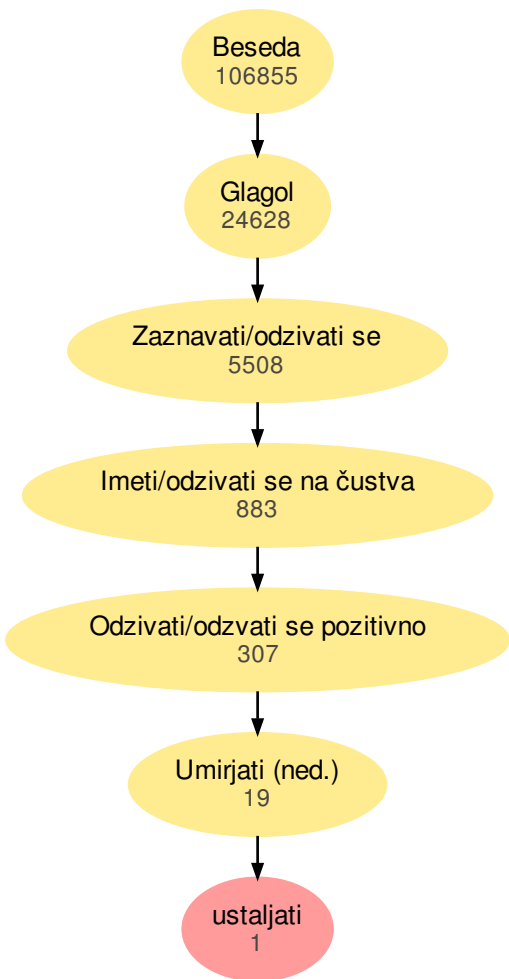 Beseda
106855
Glagol
24628
Zaznavati/odzivati se
5508
Imeti/odzivati se na čustva
883
Odzivati/odzvati se pozitivno
307
Umirjati (ned.)
19
ustaljati
1